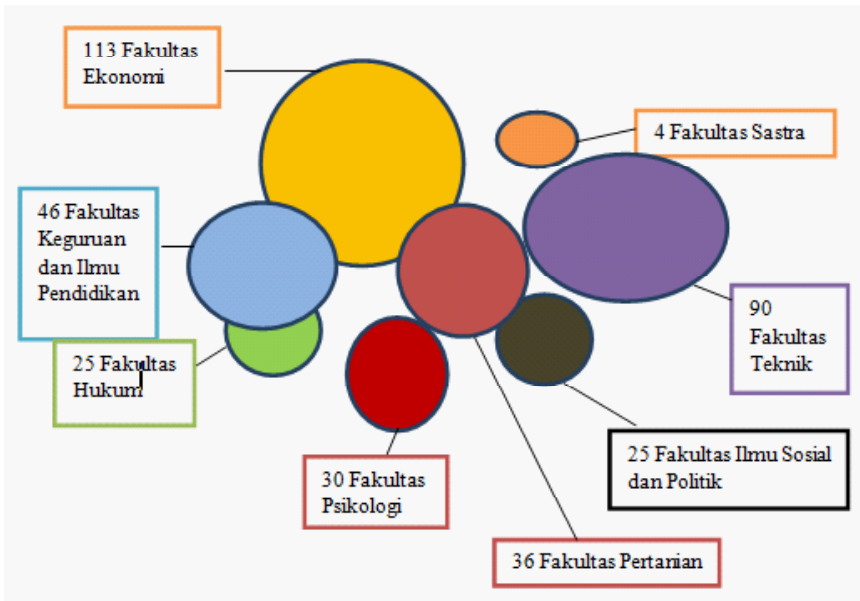 113 Fakultas
Ekonomi
4 Fakultas Sastra
46 Fakultas
Keguruan
dan Ilmu
Pendidikan
90
Fakultas
Teknik
25 Fakultas
Hukum
25 Fakultas Ilmu Sosial
dan Politik
30 Fakultas
Psikologi
36 Fakultas Pertanian